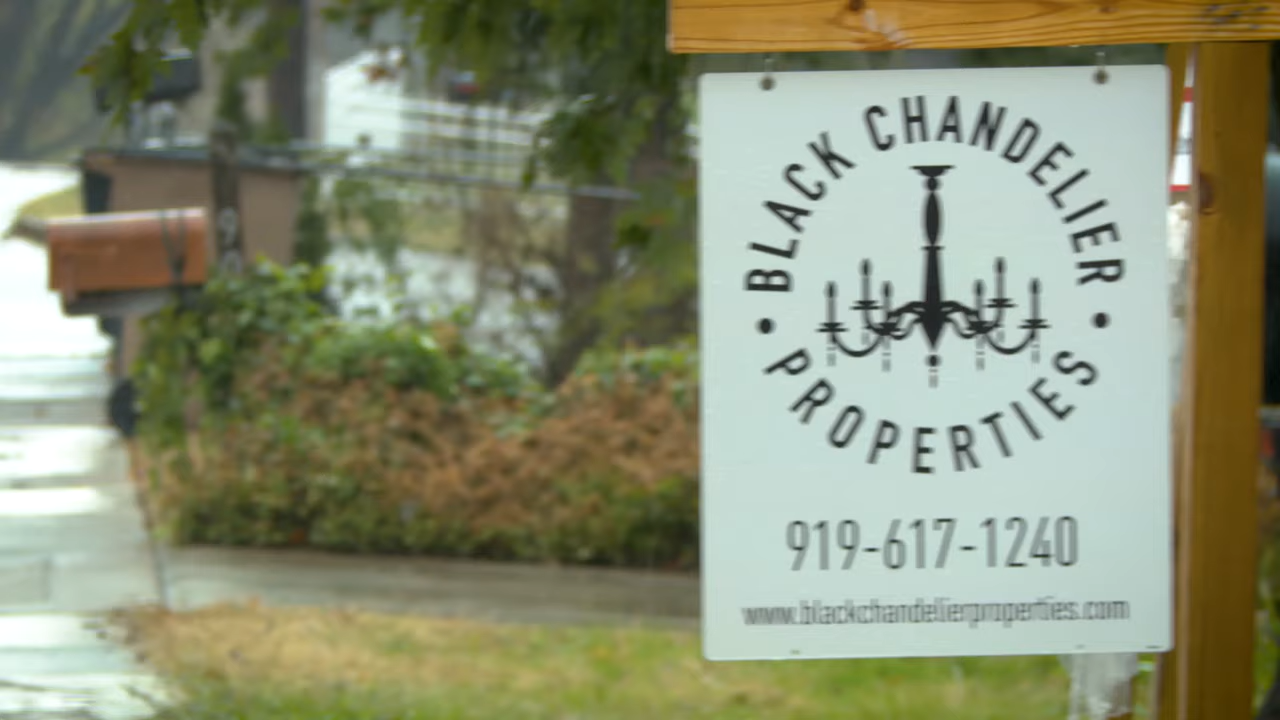 BLACK CHANDELIER
• PROPERTIES •
919-617-1240
www.blackchandelierproperties.com